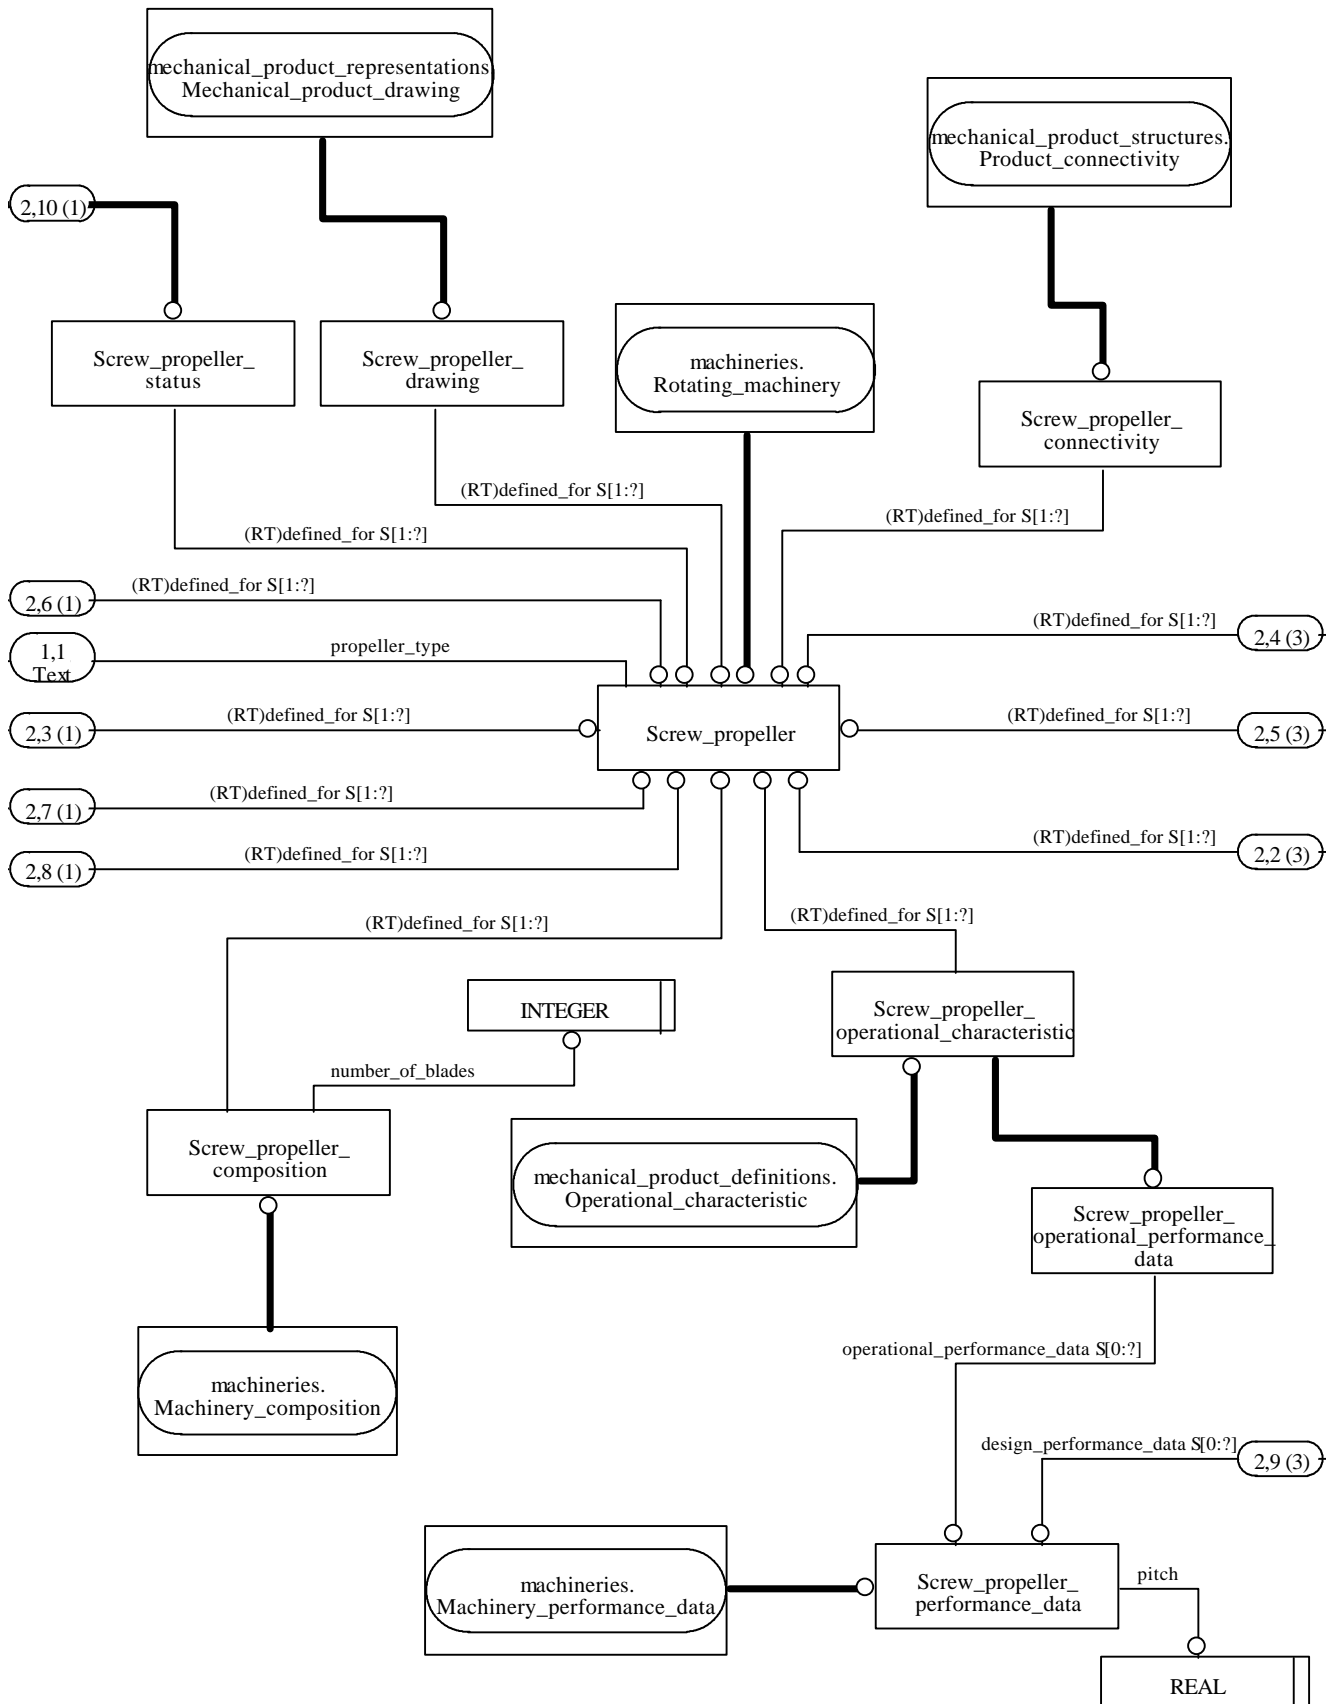 mechanical_product_representations
Mechanical_product_drawing
mechanical_product_structures.
Product_connectivity
2,10 (1)
Screw_propeller_
status
Screw_propeller_
drawing
machineries.
Rotating_machinery
Screw_propeller_
connectivity
(RT)defined_for S[1:?]
(RT)defined_for S[1:?]
(RT)defined_for S[1:?]
(RT)defined_for S[1:?]
2,6 (1)
(RT)defined_for S[1:?]
2,4 (3)
1,1
Text
propeller_type
2,3 (1)
(RT)defined_for S[1:?]
Screw_propeller
(RT)defined_for S[1:?]
2,5 (3)
2,7 (1)
(RT)defined_for S[1:?]
2,8 (1)
(RT)defined_for S[1:?]
(RT)defined_for S[1:?]
2,2 (3)
(RT)defined_for S[1:?]
(RT)defined_for S[1:?]
INTEGER
Screw_propeller_
operational_characteristic
number_of_blades
Screw_propeller_
composition
mechanical_product_definitions.
Operational_characteristic
Screw_propeller_
operational_performance_
data
operational_performance_data S[0:?]
machineries.
Machinery_composition
design_performance_data S[0:?]
2,9 (3)
machineries.
Machinery_performance_data
Screw_propeller_
performance_data
pitch
REAL